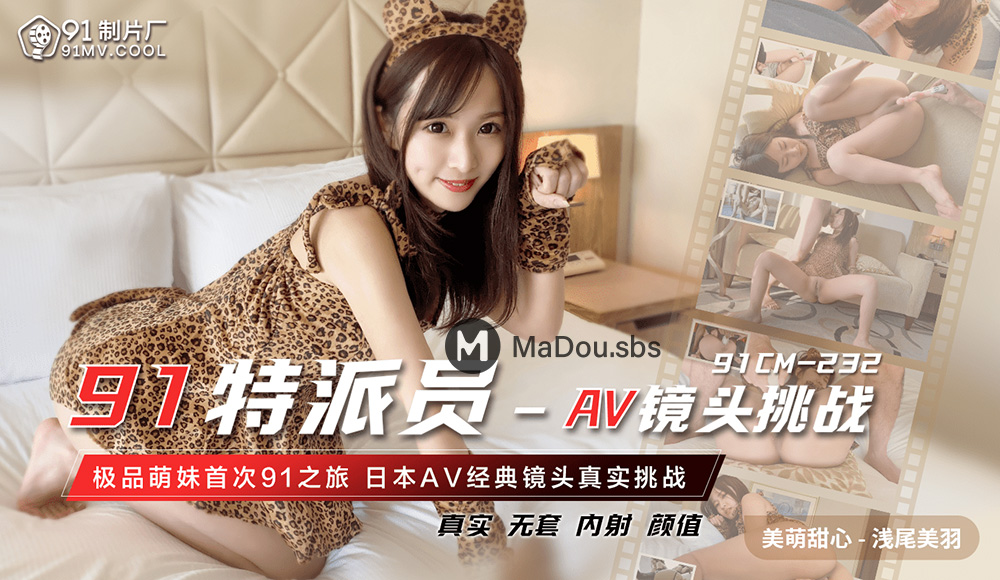 91制片厂
91MV.COOL
M MaDou.sbs
91CM-232
91特派员-AV镜头挑战
极品萌妹首次91之旅 日本AV经典镜头真实挑战
真实 无套 内射 颜值
美萌甜心-浅尾美羽